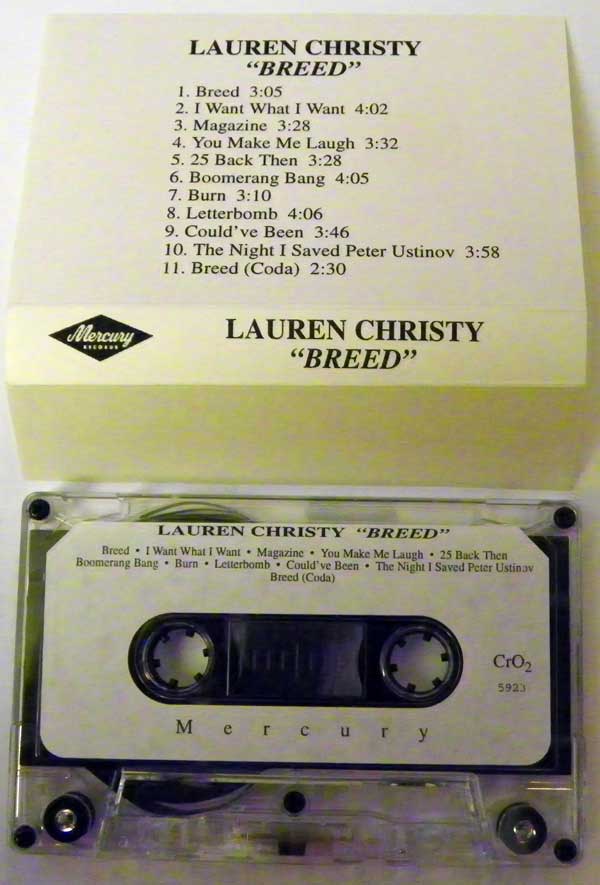 LAUREN CHRISTY
“BREED”
1. Breed 3:05
2. I Want What I Want 4:02
3. Magazine 3:28
4. You Make Me Laugh 3:32
5. 25 Back Then 3:28
6. Boomerang Bang 4:05
7. Burn 3:10
8. Letterbomb 4:06
9. Could’ve Been 3:46
10. The Night I Saved Peter Ustinov 3:58
11. Breed (Coda) 2:30
Mercury
RECORDS
LAUREN CHRISTY
“BREED”
LAUREN CHRISTY “BREED”
Breed • I Want What I Want • Magazine • You Make Me Laugh • 25 Back Then
Boomerang Bang • Burn • Letterbomb • Could’ve Been • The Night I Saved Peter Ustinov
Breed (Coda)
CrO2
5923
Mercury